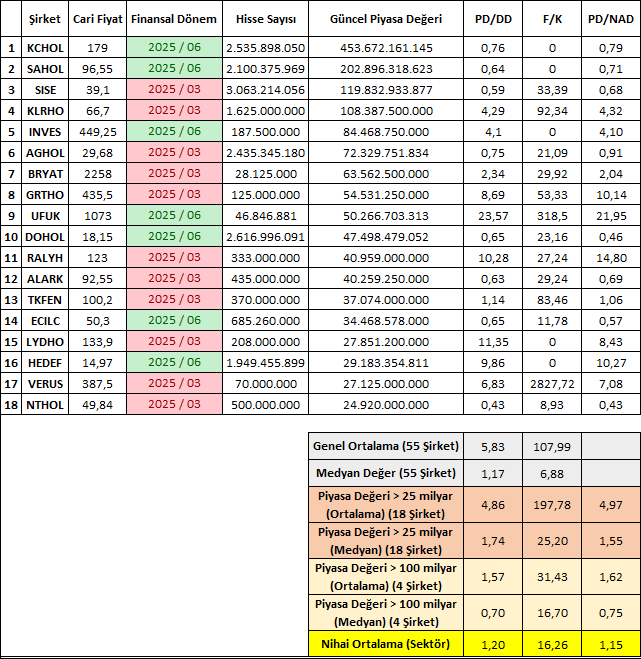 Şirket Cari Fiyat Finansal Dönem Hisse Sayısı Güncel Piyasa Değeri PD/DD F/K PD/NAD
1 KCHOL 179 2025 / 06 2.535.898.050 453.672.161.145 0,76 0 0,79
2 SAHOL 96,55 2025 / 06 2.100.375.969 202.896.318.623 0,64 0 0,71
3 SISE 39,1 2025 / 03 3.063.214.056 119.832.933.877 0,59 33,39 0,68
4 KLRHO 66,7 2025 / 03 1.625.000.000 108.387.500.000 4,29 92,34 4,32
5 INVES 449,25 2025 / 06 187.500.000 84.468.750.000 4,1 0 4,10
6 AGHOL 29,68 2025 / 03 2.435.345.180 72.329.751.834 0,75 21,09 0,91
7 BRYAT 2258 2025 / 03 28.125.000 63.562.500.000 2,34 29,92 2,04
8 GRTHO 435,5 2025 / 03 125.000.000 54.531.250.000 8,69 53,33 10,14
9 UFUK 1073 2025 / 06 46.846.881 50.266.703.313 23,57 318,5 21,95
10 DOHOL 18,15 2025 / 06 2.616.996.091 47.498.479.052 0,65 23,16 0,46
11 RALYH 123 2025 / 03 333.000.000 40.959.000.000 10,28 27,24 14,80
12 ALARK 92,55 2025 / 03 435.000.000 40.259.250.000 0,63 29,24 0,69
13 TKFEN 100,2 2025 / 03 370.000.000 37.074.000.000 1,14 83,46 1,06
14 ECILC 50,3 2025 / 06 685.260.000 34.468.578.000 0,65 11,78 0,57
15 LYDHO 133,9 2025 / 03 208.000.000 27.851.200.000 11,35 0 8,43
16 HEDEF 14,97 2025 / 06 1.949.455.899 29.183.354.811 9,86 0 10,27
17 VERUS 387,5 2025 / 03 70.000.000 27.125.000.000 6,83 2827,72 7,08
18 NTHOL 49,84 2025 / 03 500.000.000 24.920.000.000 0,43 8,93 0,43
Genel Ortalama (55 Şirket) 5,83 107,99
Medyan Değer (55 Şirket) 1,17 6,88
Piyasa Değeri > 25 milyar
(Ortalama) (18 Şirket) 4,86 197,78 4,97
Piyasa Değeri > 25 milyar
(Medyan) (18 Şirket) 1,74 25,20 1,55
Piyasa Değeri > 100 milyar
(Ortalama) (4 Şirket) 1,57 31,43 1,62
Piyasa Değeri > 100 milyar
(Medyan) (4 Şirket) 0,70 16,70 0,75
Nihai Ortalama (Sektör) 1,20 16,26 1,15